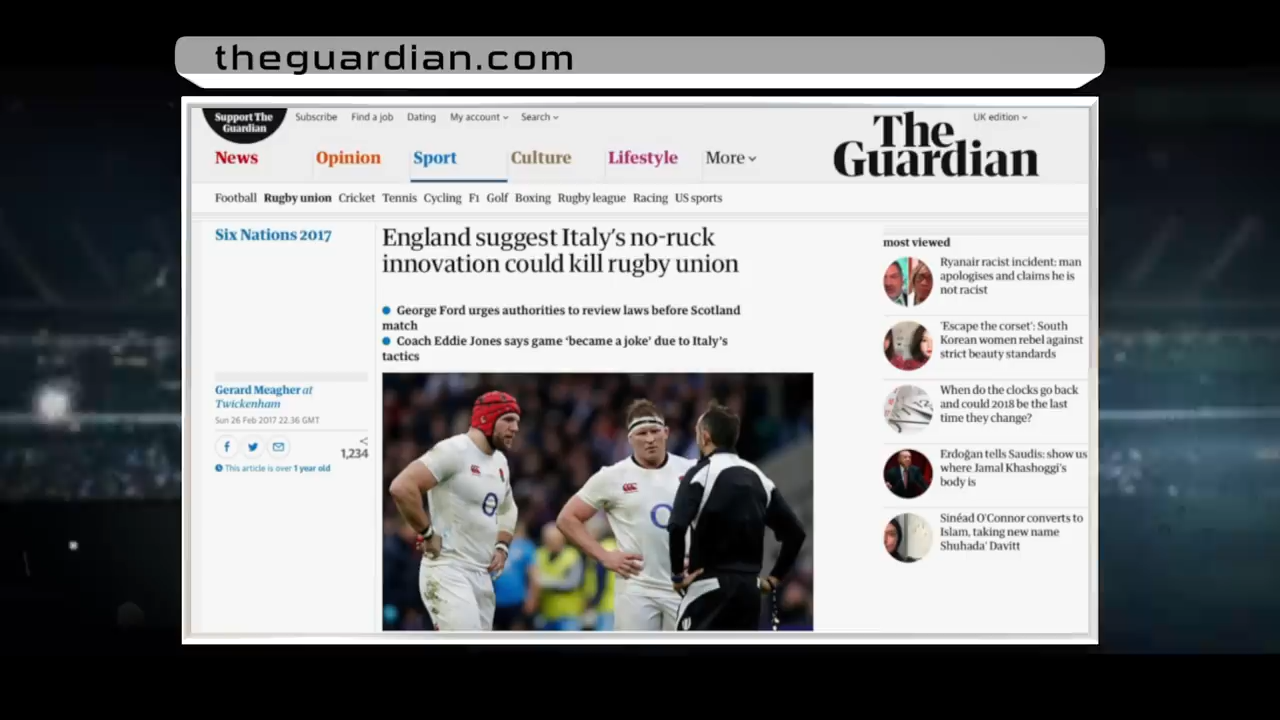 theguardian.com
Support The
Guardian
Subscribe Find a job Dating My account Search
UK edition
The
Guardian
News Opinion Sport Culture Lifestyle More
Football Rugby union Cricket Tennis Cycling F1 Golf Boxing Rugby league Racing US sports
Six Nations 2017
England suggest Italy's no-ruck
innovation could kill rugby union
George Ford urges authorities to review laws before Scotland
match
Coach Eddie Jones says game 'became a joke' due to Italy's
tactics
Gerard Meagher at
Twickenham
Sun 26 Feb 2017 22.36 GMT
1,234
This article is over 1 year old
most viewed
Ryanair racist incident: man
apologises and claims he is
not racist
'Escape the corset': South
Korean women rebel against
strict beauty standards
When do the clocks go back
and could 2018 be the last
time they change?
Erdoğan tells Saudis: show us
where Jamal Khashoggi's
body is
Sinéad O'Connor converts to
Islam, taking new name
Shuhada' Davitt